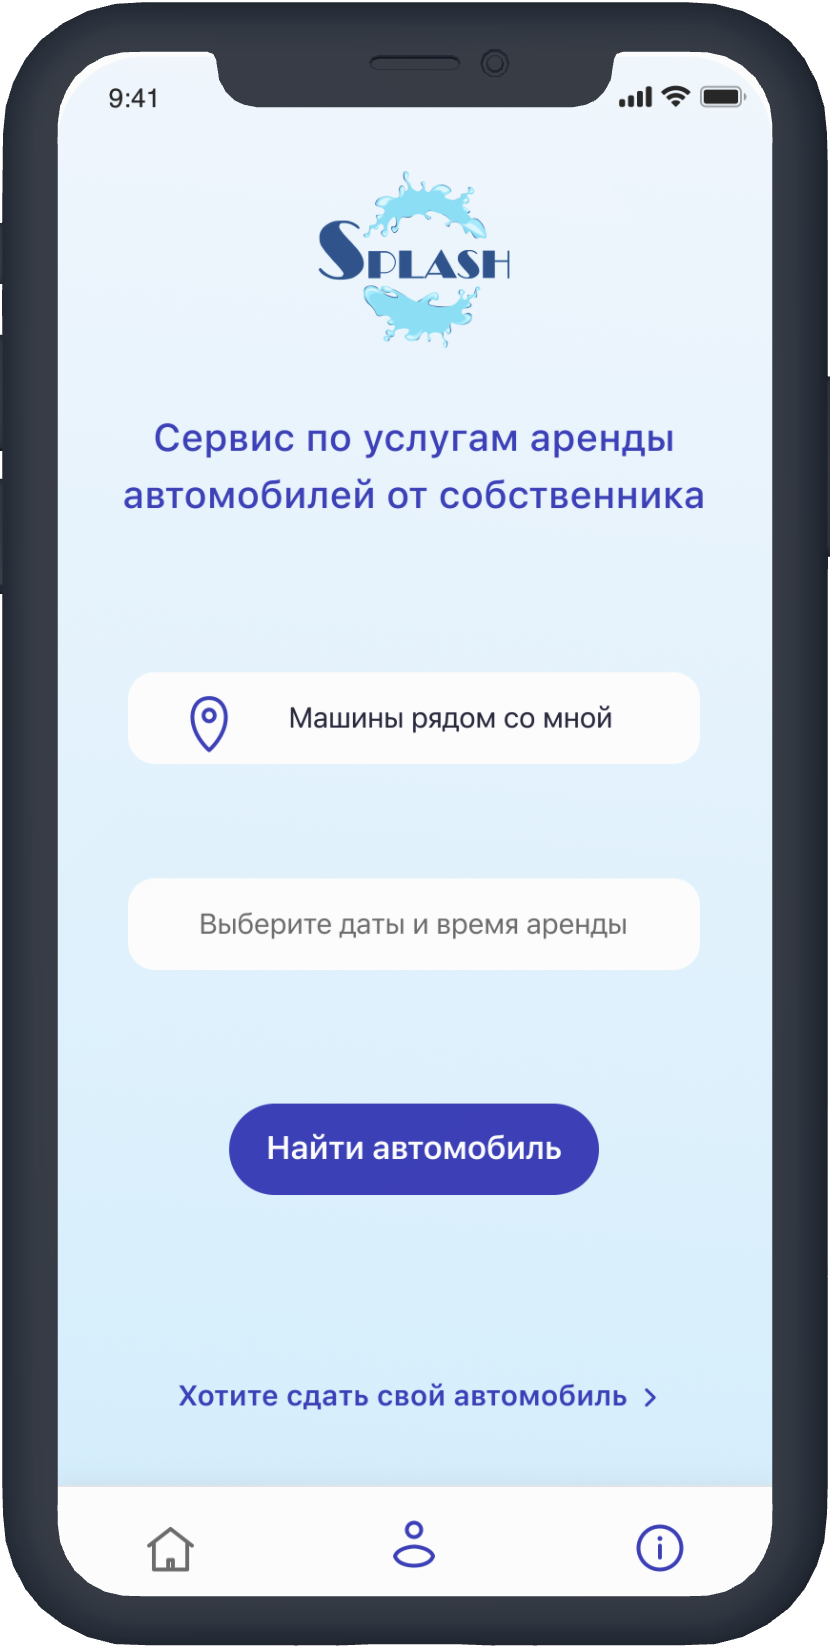 9:41
SPLASH
Сервис по услугам аренды
автомобилей от собственника
Машины рядом со мной
Выберите даты и время аренды
Найти автомобиль
Хотите сдать свой автомобиль >